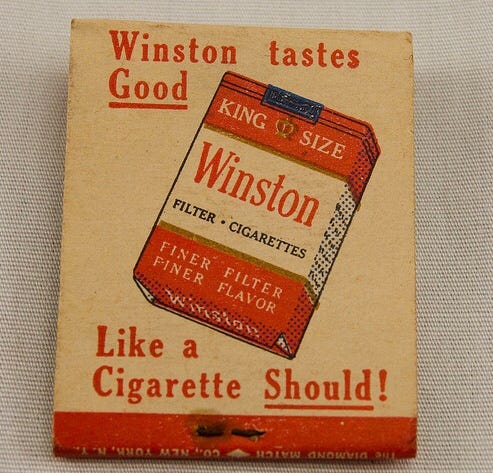 Winston tastes
Good
KING SIZE
Winston
FILTER • CIGARETTES
FINER FILTER
FINER FLAVOR
Winston
Like a
Cigarette Should!
THE DIAMOND MATCH CO., NEW YORK, N. Y.